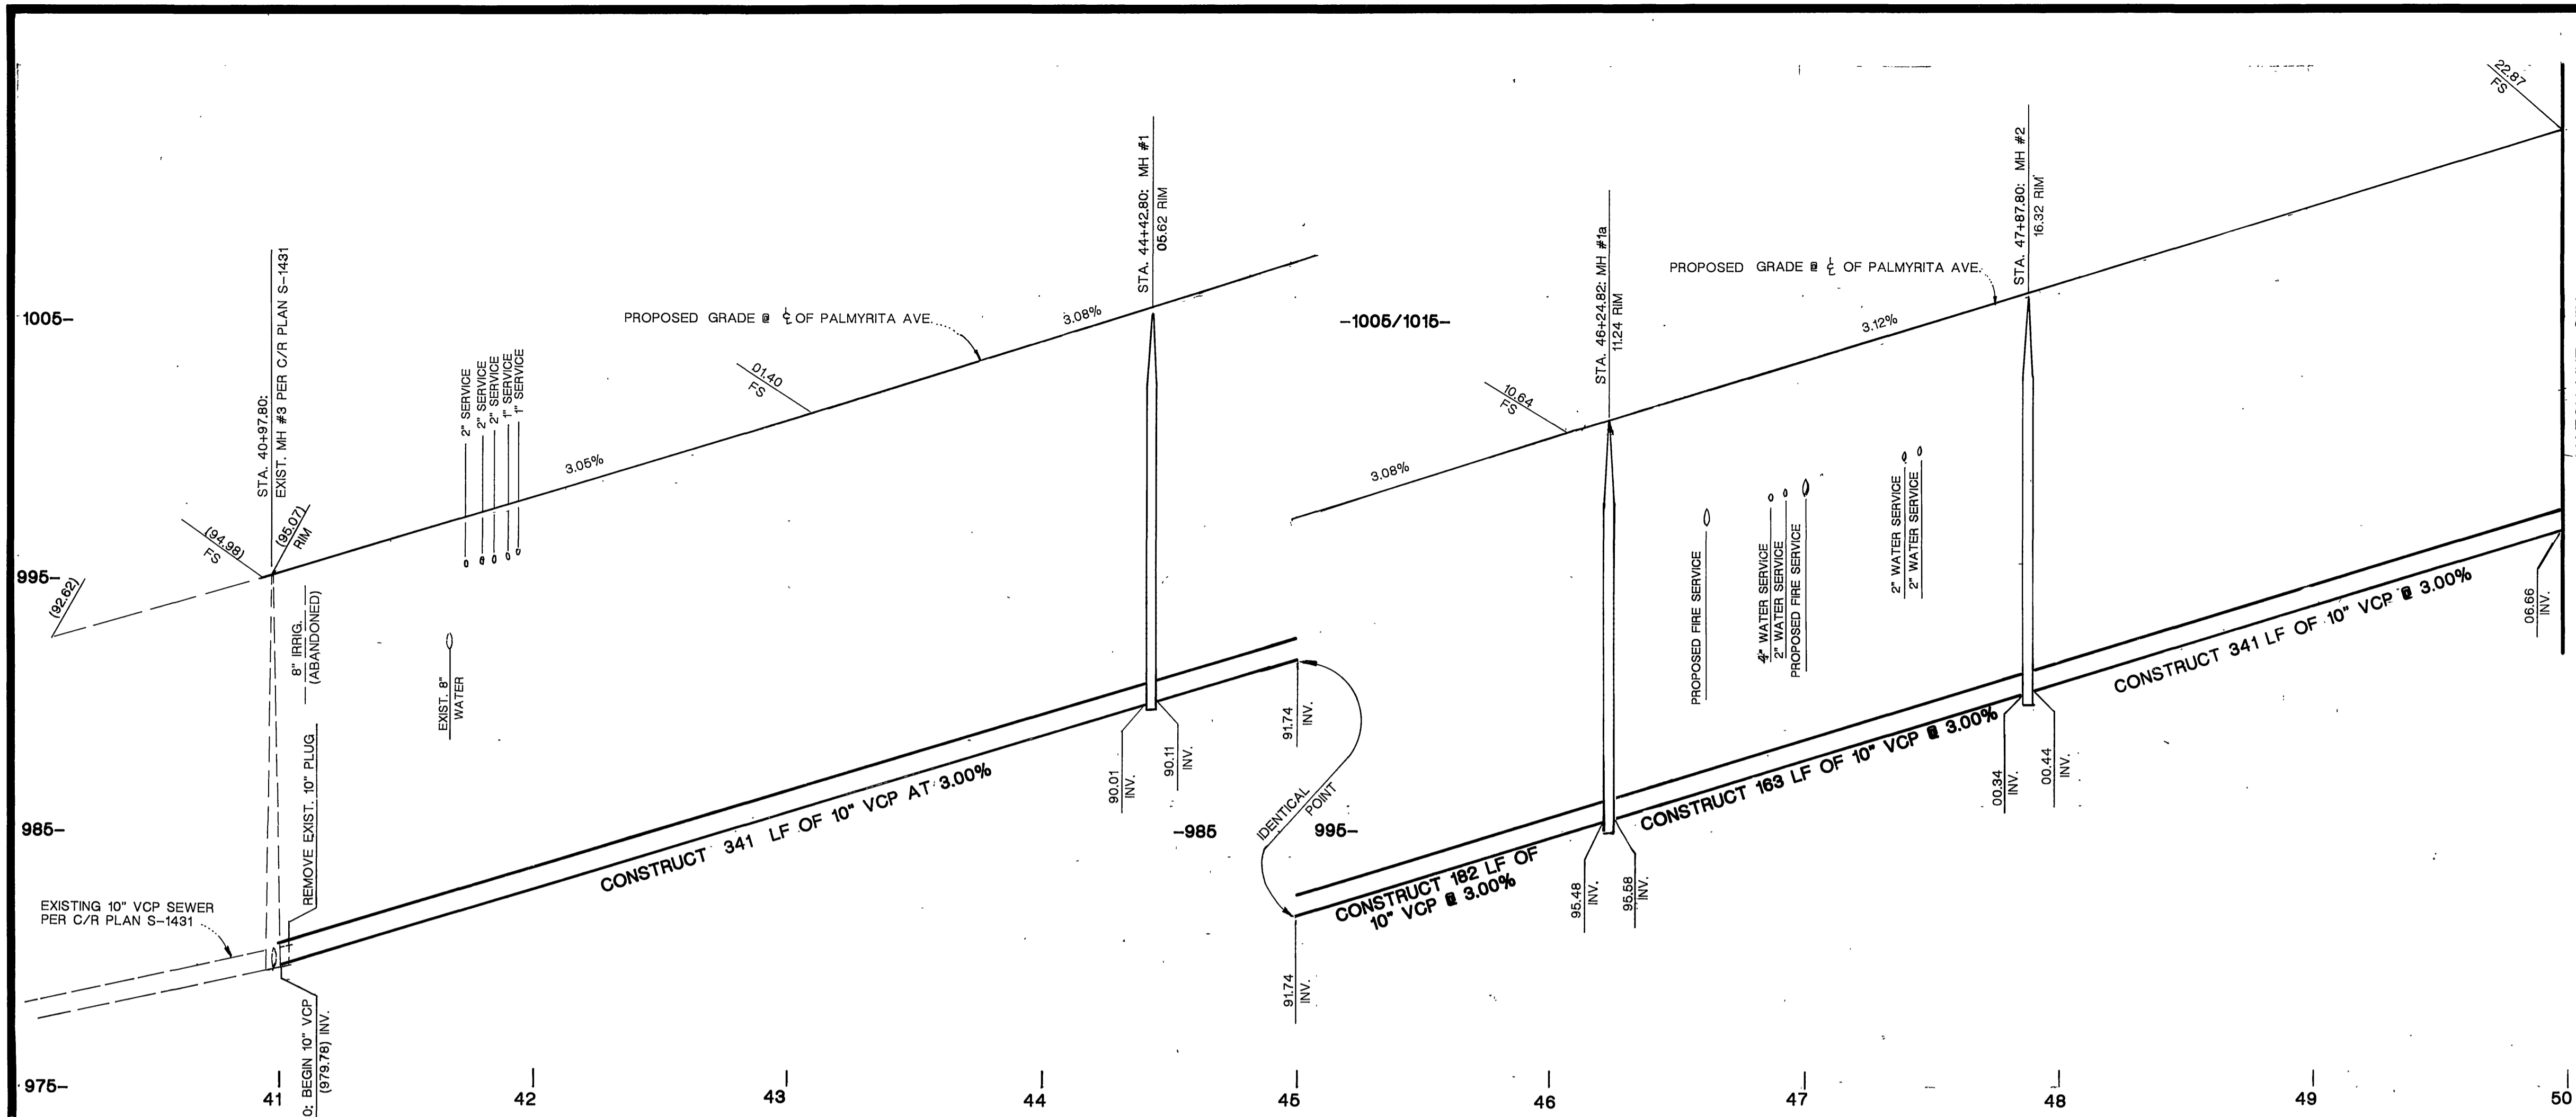 22.87
FS
STA. 44+42.80: MH #1
05.62 RIM
STA. 47+87.80: MH #2
16.32 RIM
STA. 46+24.82: MH #1a
11.24 RIM
STA. 40+97.80:
EXIST. MH #3 PER C/R PLAN S-1431
PROPOSED GRADE @ ℄ OF PALMYRITA AVE.
PROPOSED GRADE @ ℄ OF PALMYRITA AVE.
1005-
-1005/1015-
3.08%
3.12%
2" SERVICE
2" SERVICE
2" SERVICE
1" SERVICE
1" SERVICE
01.40
FS
10.64
FS
3.05%
3.08%
(94.98)
FS
(95.07)
RIM
995-
(92.62)
8" IRRIG.
(ABANDONED)
EXIST. 8"
WATER
PROPOSED FIRE SERVICE
4" WATER SERVICE
2" WATER SERVICE
PROPOSED FIRE SERVICE
2" WATER SERVICE
2" WATER SERVICE
CONSTRUCT 341 LF OF 10" VCP @ 3.00%
06.66
INV.
91.74
INV.
90.01
INV.
90.11
INV.
REMOVE EXIST. 10" PLUG
CONSTRUCT 341 LF OF 10" VCP AT 3.00%
CONSTRUCT 163 LF OF 10" VCP @ 3.00%
00.34
INV.
00.44
INV.
IDENTICAL
POINT
985-
-985
995-
CONSTRUCT 182 LF OF
10" VCP @ 3.00%
95.48
INV.
95.58
INV.
EXISTING 10" VCP SEWER
PER C/R PLAN S-1431
91.74
INV.
0: BEGIN 10" VCP
(979.78) INV.
975-
41
42
43
44
45
46
47
48
49
50